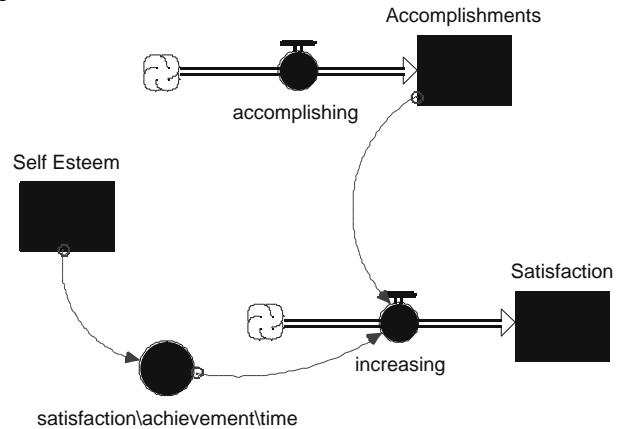 Accomplishments
accomplishing
Self Esteem
Satisfaction
increasing
satisfaction\achievement\time